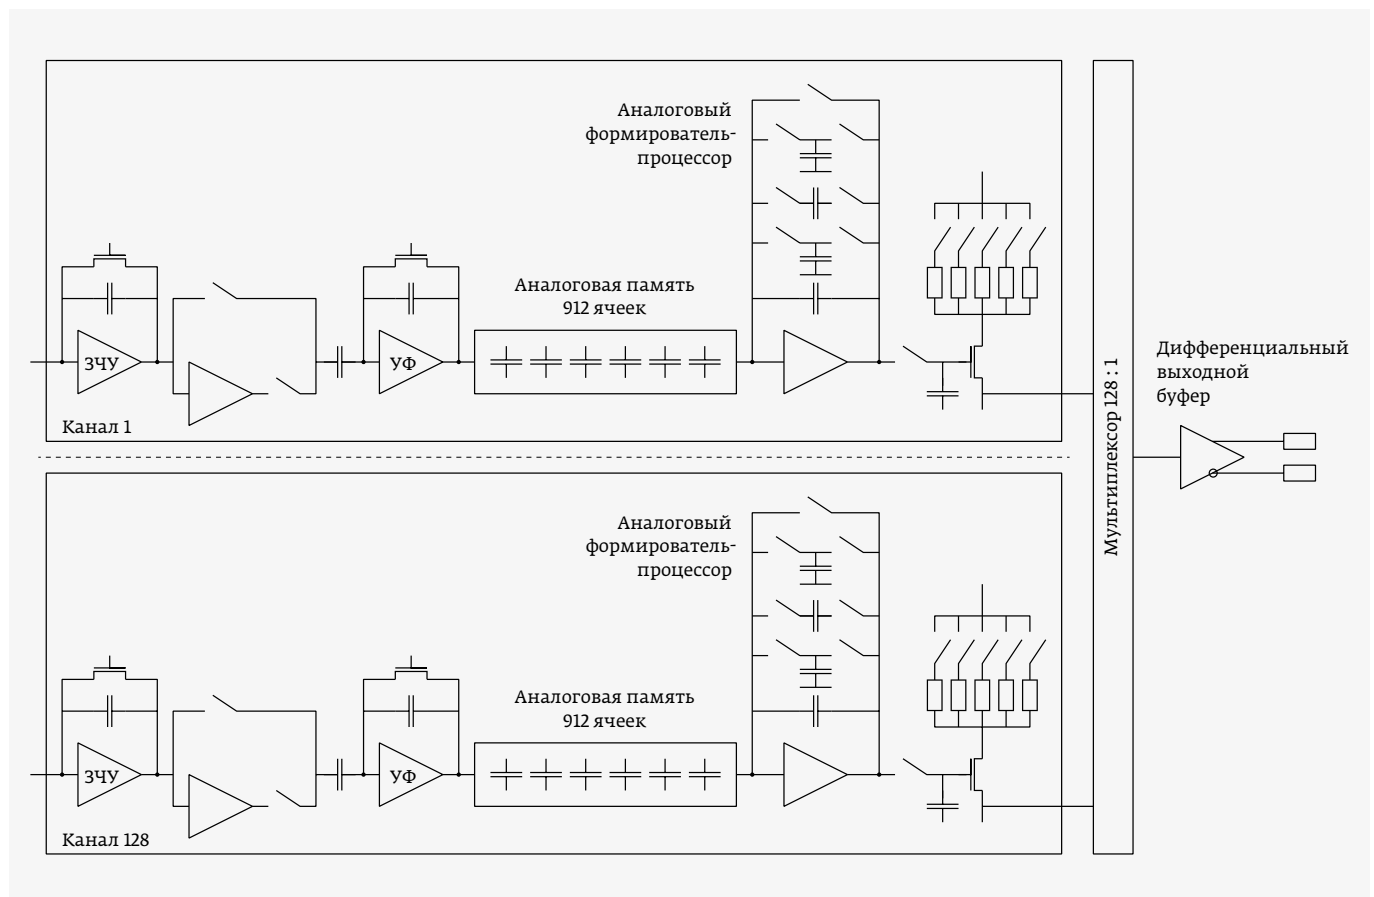 Аналоговый
формирователь-
процессор
Аналоговая память
912 ячеек
ЗЧУ
УФ
Канал 1
Дифференциальный
выходной
буфер
Мультиплексор 128 : 1
Аналоговый
формирователь-
процессор
Аналоговая память
912 ячеек
ЗЧУ
УФ
Канал 128